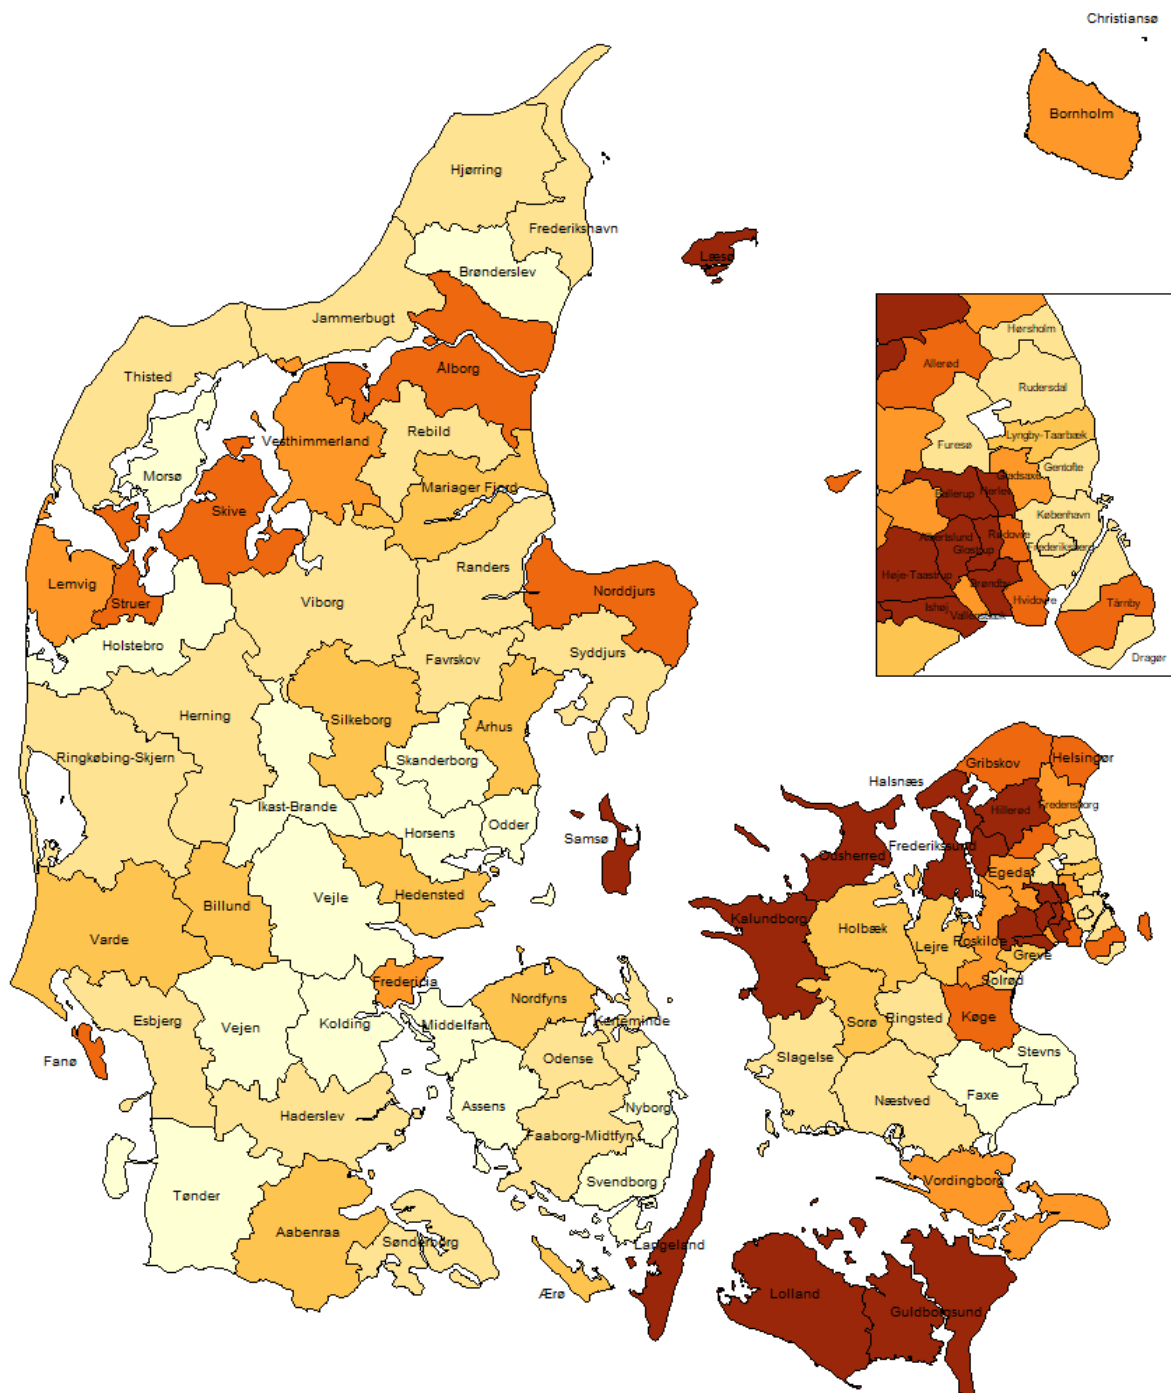 Christiansø
Bornholm
Hjørring
Frederikshavn
Brønderslev
Læsø
Jammerbugt
Hørsholm
Ålborg
Allerød
Thisted
Rudersdal
Rebild
Vesthimmerland
Lyngby-Taarbæk
Furesø
Gentofte
Morsø
Gladsaxe
Mariager Fjord
Ballerup
Herlev
Skive
København
Rødovre
Albertslund
Frederiksberg
Glostrup
Randers
Høje-Taastrup
Lemvig
Brøndby
Norddjurs
Struer
Viborg
Hvidovre
Tårnby
Ishøj
Vallensbæk
Holstebro
Syddjurs
Favrskov
Dragør
Herning
Silkeborg
Århus
Ringkøbing-Skjern
Skanderborg
Gribskov
Helsingør
Halsnæs
Ikast-Brande
Hillerød
Fredensborg
Odder
Horsens
Samsø
Frederikssund
Odsherred
Egedal
Billund
Vejle
Hedensted
Kalundborg
Holbæk
Varde
Lejre
Roskilde
Greve
Fredericia
Solrød
Nordfyns
Esbjerg
Vejen
Kolding
Middelfart
Kerteminde
Sorø
Ringsted
Køge
Stevns
Fanø
Odense
Slagelse
Faxe
Næstved
Assens
Nyborg
Haderslev
Faaborg-Midtfyn
Svendborg
Vordingborg
Tønder
Aabenraa
Sønderborg
Langeland
Ærø
Lolland
Guldborgsund